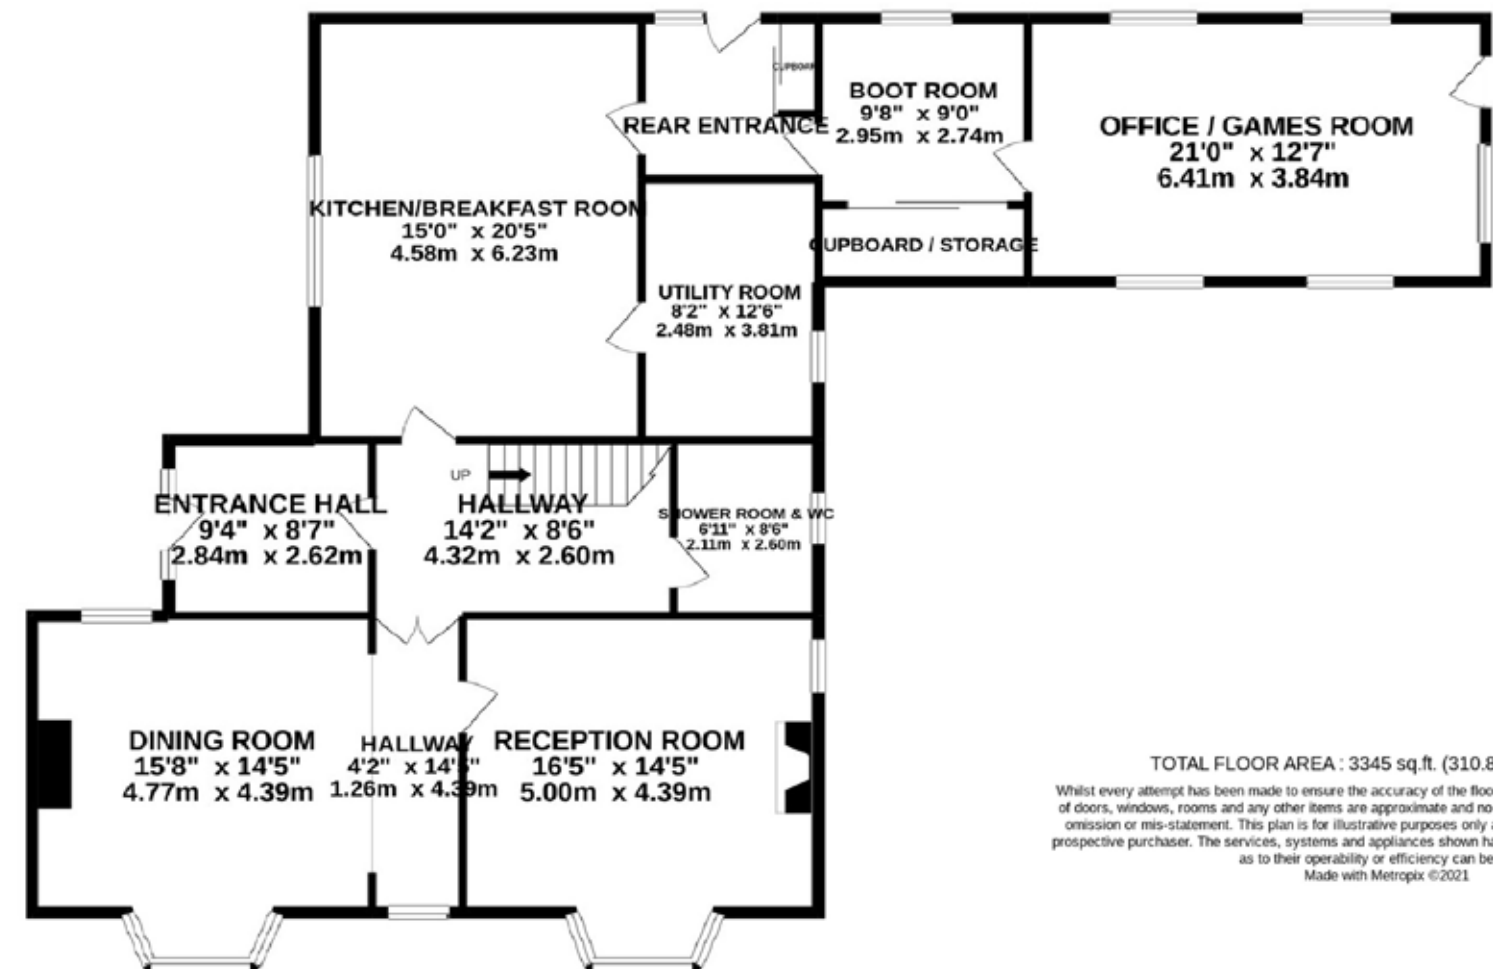 CUPBOARD
BOOT ROOM
9'8" x 9'0"
2.95m x 2.74m
REAR ENTRANCE
OFFICE / GAMES ROOM
21'0" x 12'7"
6.41m x 3.84m
KITCHEN/BREAKFAST ROOM
15'0" x 20'5"
4.58m x 6.23m
CUPBOARD / STORAGE
UTILITY ROOM
8'2" x 12'6"
2.48m x 3.81m
UP
ENTRANCE HALL
9'4" x 8'7"
2.84m x 2.62m
HALLWAY
14'2" x 8'6"
4.32m x 2.60m
SHOWER ROOM & WC
6'11" x 8'6"
2.11m x 2.60m
DINING ROOM
15'8" x 14'5"
4.77m x 4.39m
HALLWAY
4'2" x 14'5"
1.26m x 4.39m
RECEPTION ROOM
16'5" x 14'5"
5.00m x 4.39m
TOTAL FLOOR AREA : 3345 sq.ft. (310.8
Whilst every attempt has been made to ensure the accuracy of the floo
of doors, windows, rooms and any other items are approximate and no
omission or mis-statement. This plan is for illustrative purposes only a
prospective purchaser. The services, systems and appliances shown ha
as to their operability or efficiency can be
Made with Metropix ©2021